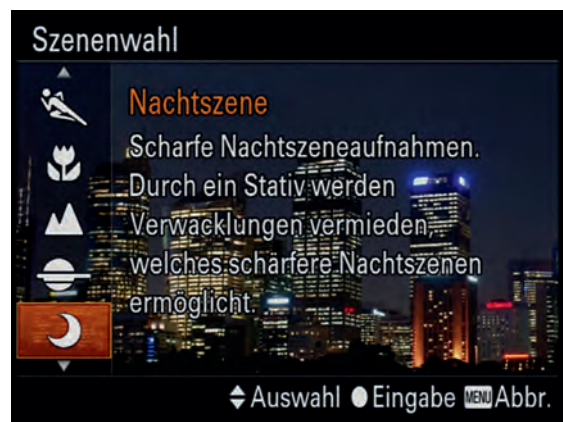 Szenenwahl
Nachtszene
Scharfe Nachtszeneaufnahmen.
Durch ein Stativ werden
Verwacklungen vermieden,
welches schärfere Nachtszenen
ermöglicht.
Auswahl Eingabe MENU Abbr.